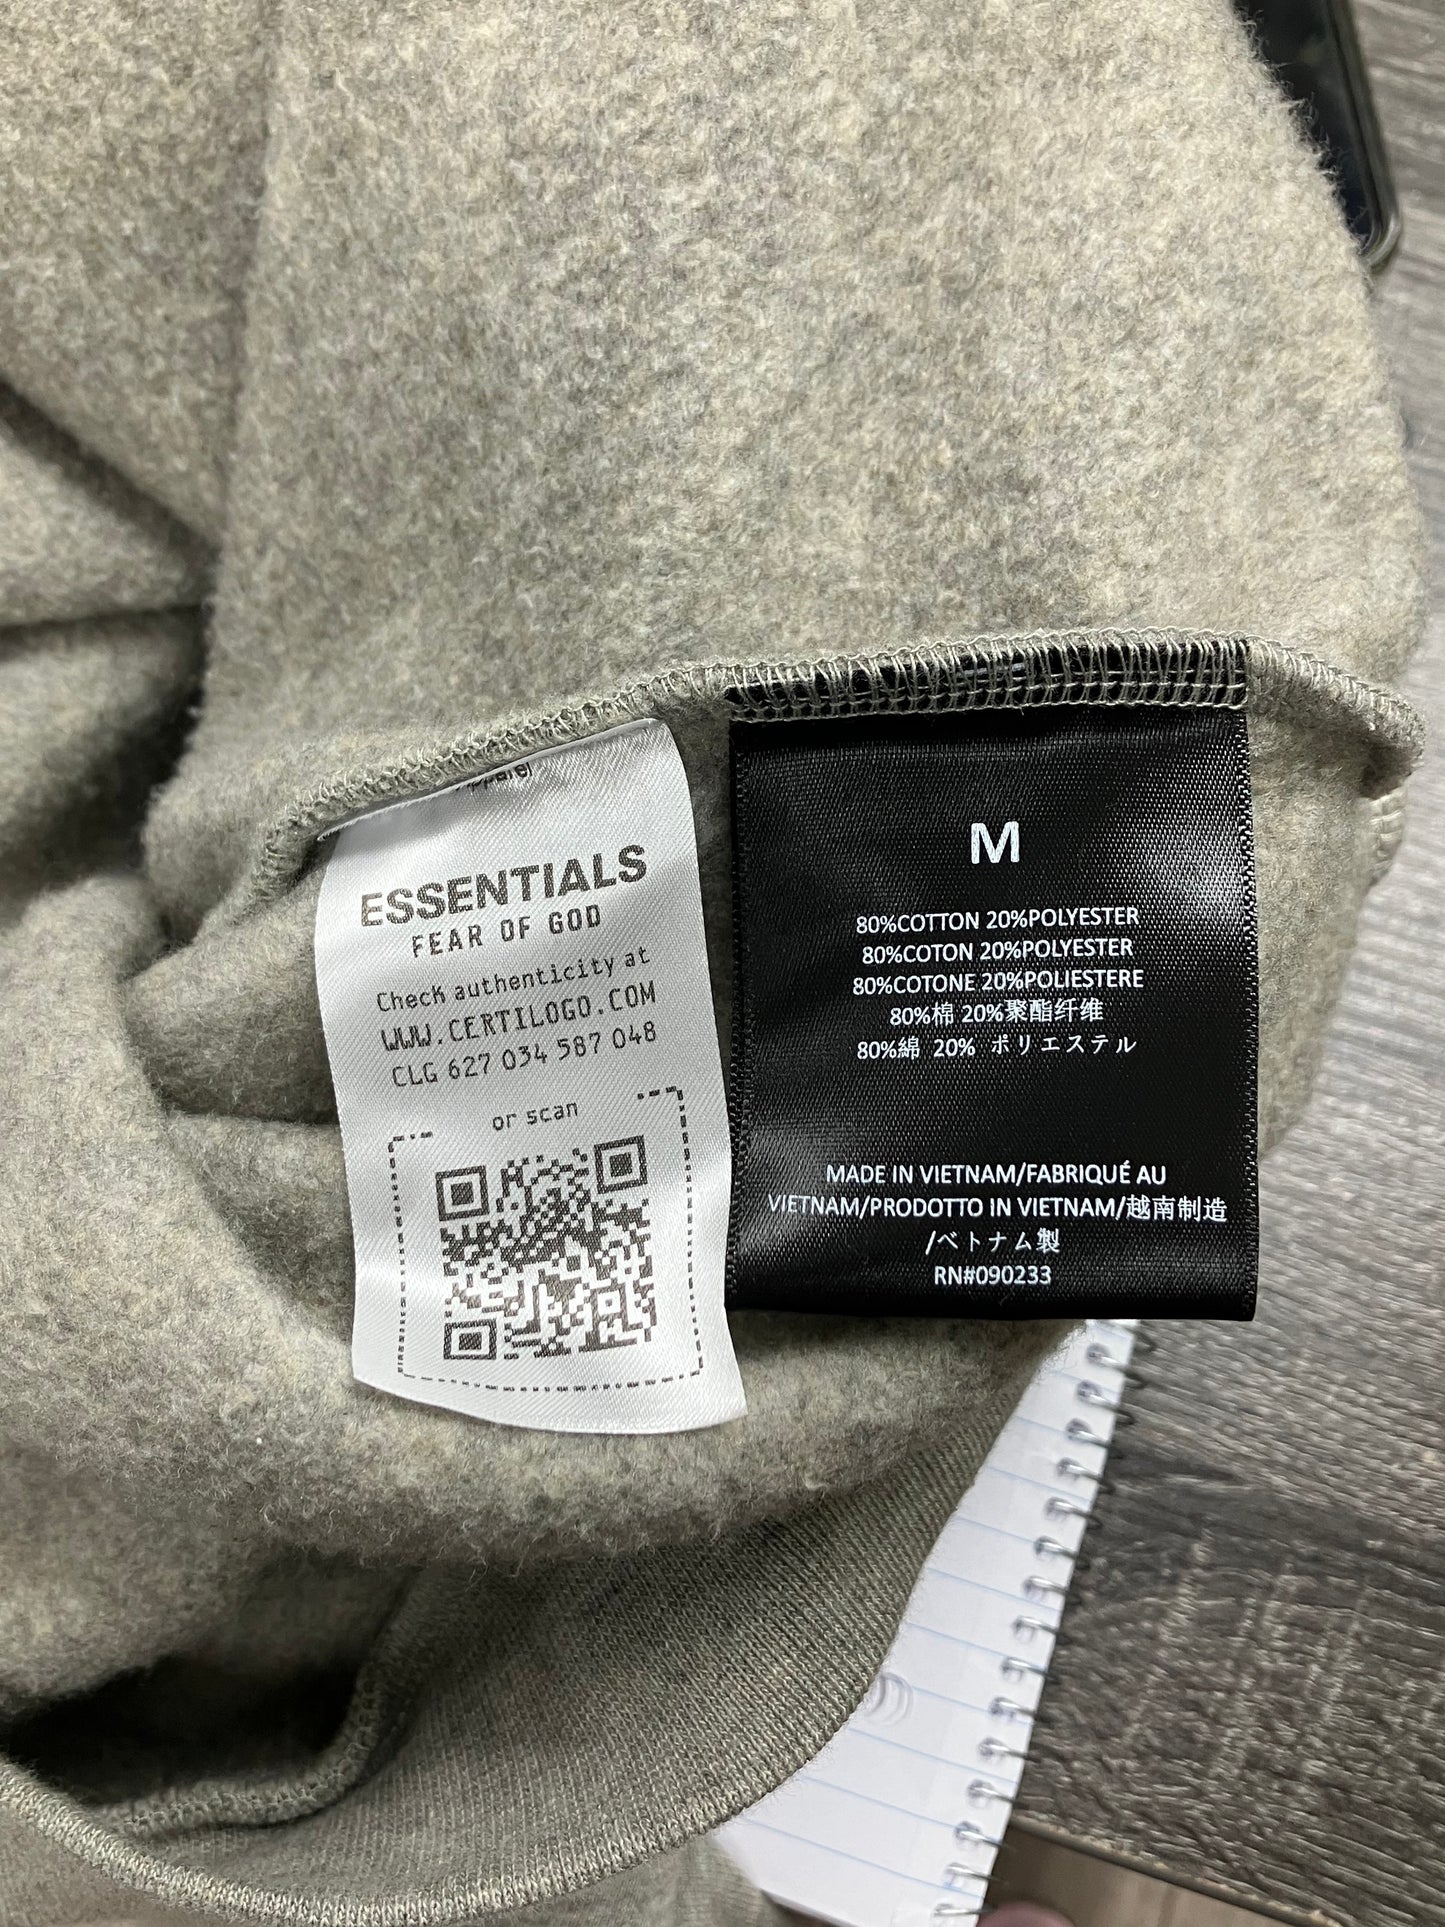 ESSENTIALS
FEAR OF GOD
Check authenticity at
WWW.CERTILOGO.COM
CLG 627 034 587 048
or scan
M
80%COTTON 20%POLYESTER
80%COTON 20%POLYESTER
80%COTONE 20%POLIESTERE
80%棉 20%聚酯纤维
80%綿 20% ポリエステル
MADE IN VIETNAM/FABRIQUÉ AU
VIETNAM/PRODOTTO IN VIETNAM/越南制造
/ベトナム製
RN#090233